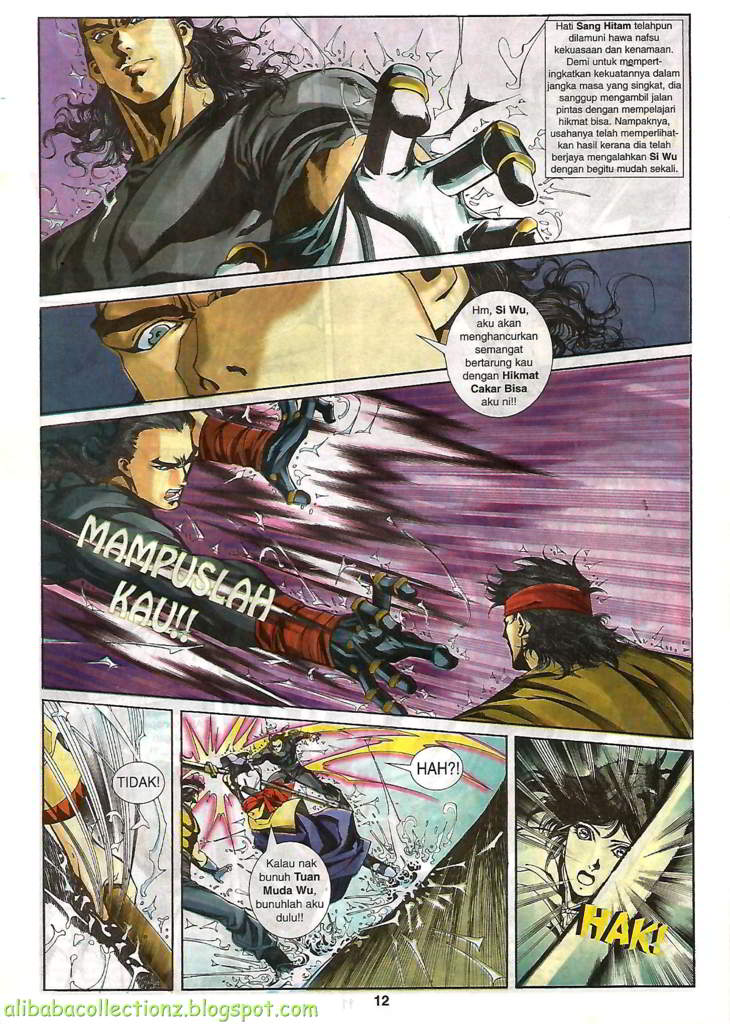 Hati Sang Hitam telahpun
dilamuni hawa nafsu
kekuasaan dan kenamaan.
Demi untuk mempert-
ingkatkan kekuatannya dalam
jangka masa yang singkat, dia
sanggup mengambil jalan
pintas dengan mempelajari
hikmat bisa. Nampaknya,
usahanya telah memperlihat-
kan hasil kerana dia telah
berjaya mengalahkan Si Wu
dengan begitu mudah sekali.
Hm, Si Wu,
aku akan
menghancurkan
semangat
bertarung kau
dengan Hikmat
Cakar Bisa
aku ni!!
MAMPUSLAH
KAU!!
TIDAK!
HAH?!
Kalau nak
bunuh Tuan
Muda Wu,
bunuhlah aku
dulu!!
HAK!
12
alibabacollectionz.blogspot.com